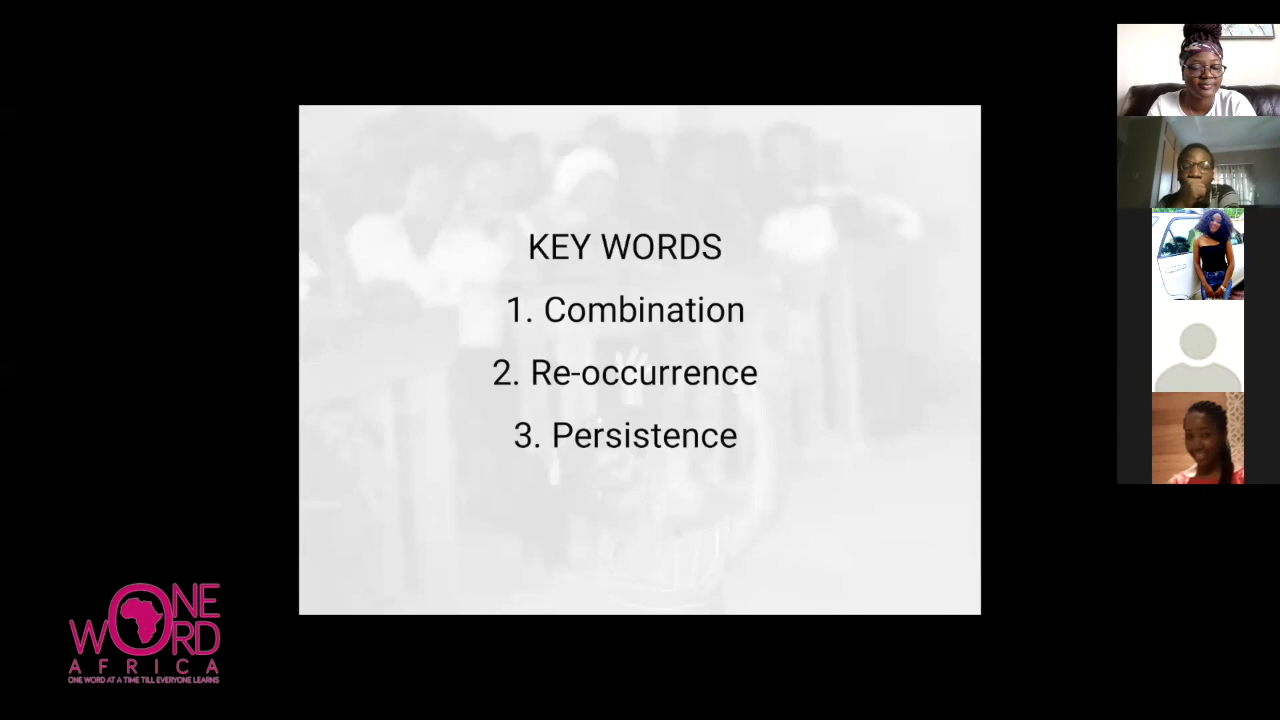 KEY WORDS
1. Combination
2. Re-occurrence
3. Persistence
ONE
WORD
AFRICA
ONE WORD AT A TIME TILL EVERYONE LEARNS